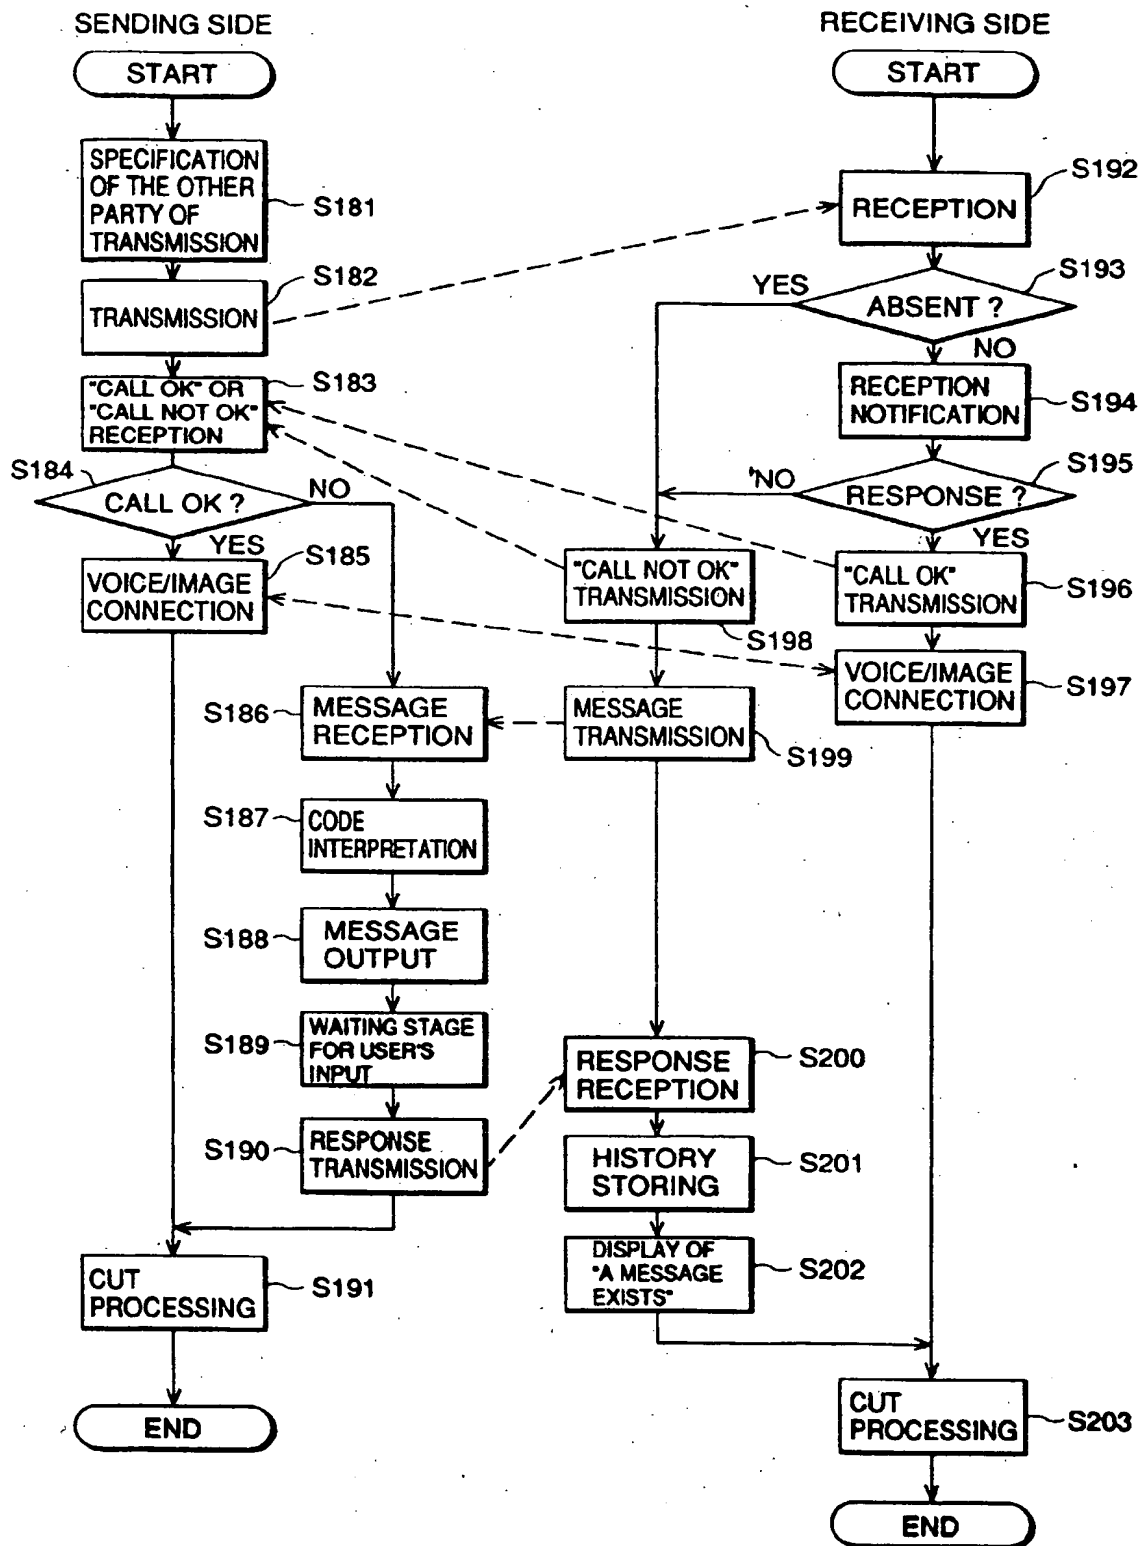 SENDING SIDE
START
SPECIFICATION
OF THE OTHER
PARTY OF
TRANSMISSION
S181
TRANSMISSION
S182
"CALL OK" OR
"CALL NOT OK"
RECEPTION
S183
S184
CALL OK ?
NO
YES
VOICE/IMAGE
CONNECTION
S185
S186
MESSAGE
RECEPTION
S187
CODE
INTERPRETATION
S188
MESSAGE
OUTPUT
S189
WAITING STAGE
FOR USER'S
INPUT
S190
RESPONSE
TRANSMISSION
CUT
PROCESSING
S191
END
RECEIVING SIDE
START
S192
RECEPTION
S193
YES
ABSENT ?
NO
RECEPTION
NOTIFICATION
S194
S195
'NO
RESPONSE ?
YES
"CALL OK"
TRANSMISSION
S196
"CALL NOT OK"
TRANSMISSION
S198
VOICE/IMAGE
CONNECTION
S197
MESSAGE
TRANSMISSION
S199
RESPONSE
RECEPTION
S200
HISTORY
STORING
S201
DISPLAY OF
"A MESSAGE
EXISTS"
S202
CUT
PROCESSING
S203
END